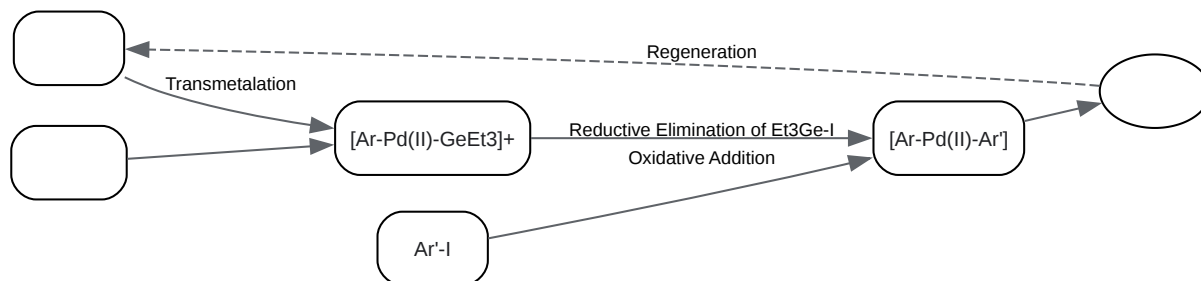 Regeneration
Transmetalation
[Ar-Pd(II)-GeEt3]+
Reductive Elimination of Et3Ge-I
[Ar-Pd(II)-Ar']
Oxidative Addition
Ar'-I